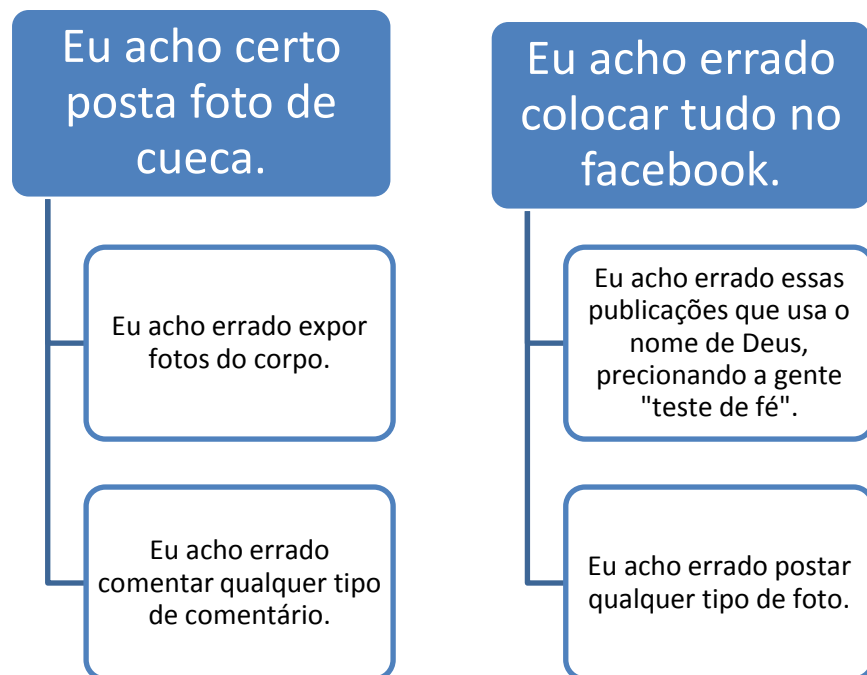 Eu acho certo
posta foto de
cueca.
Eu acho errado expor
fotos do corpo.
Eu acho errado
comentar qualquer tipo
de comentário.
Eu acho errado
colocar tudo no
facebook.
Eu acho errado essas
publicações que usa o
nome de Deus,
precionando a gente
"teste de fé".
Eu acho errado postar
qualquer tipo de foto.